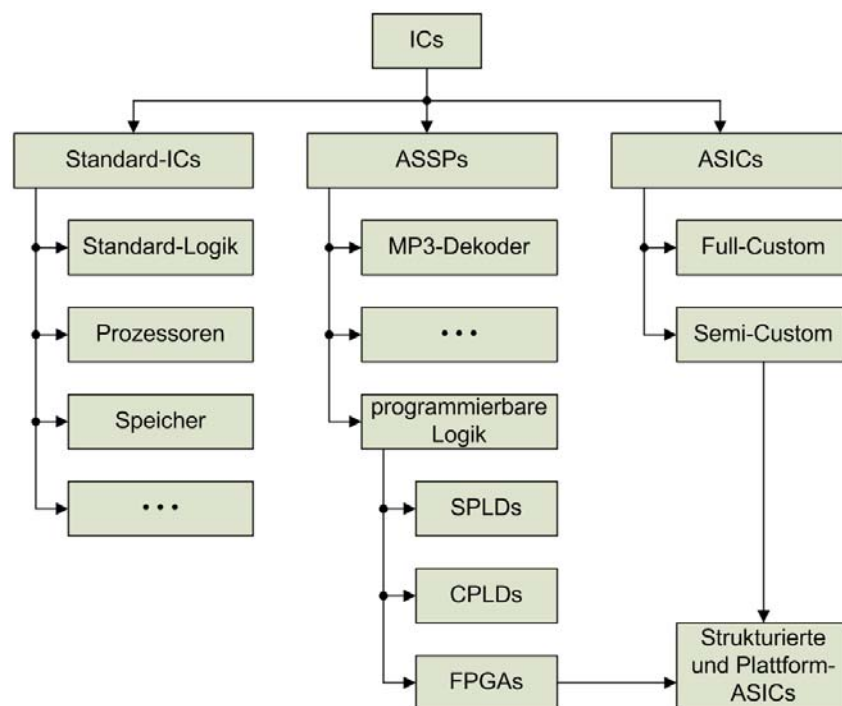 ICs
Standard-ICs
ASSPs
ASICs
Standard-Logik
MP3-Dekoder
Full-Custom
Prozessoren
• • •
Semi-Custom
Speicher
programmierbare
Logik
• • •
SPLDs
CPLDs
FPGAs
Strukturierte
und Plattform-
ASICs